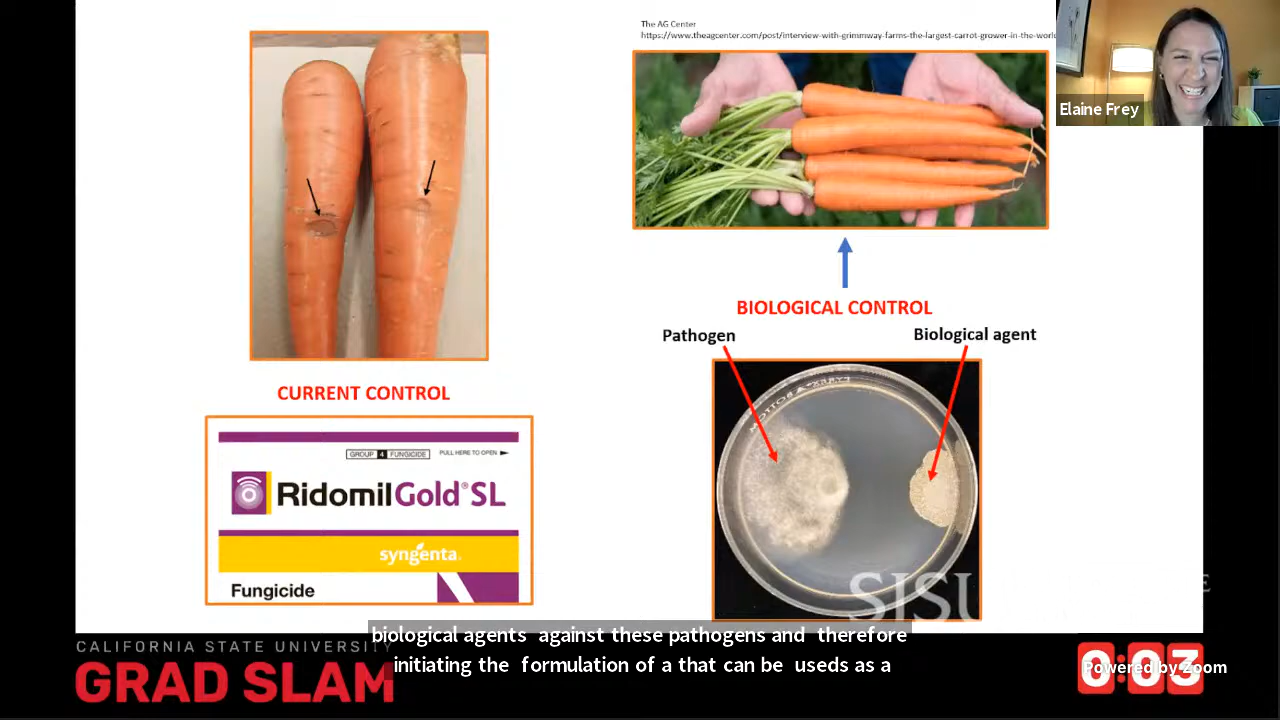 The AG Center
https://www.theagcenter.com/post/interview-with-grimmway-farms-the-largest-carrot-grower-in-the-world
Elaine Frey
BIOLOGICAL CONTROL
Pathogen
Biological agent
CURRENT CONTROL
GROUP 4 FUNGICIDE
PULL HERE TO OPEN
RidomilGold® SL
syngenta
Fungicide
SJSU
biological agents against these pathogens and therefore
initiating the formulation of a that can be useds as a
CALIFORNIA STATE UNIVERSITY
GRAD SLAM
0:03
Powered by Zoom